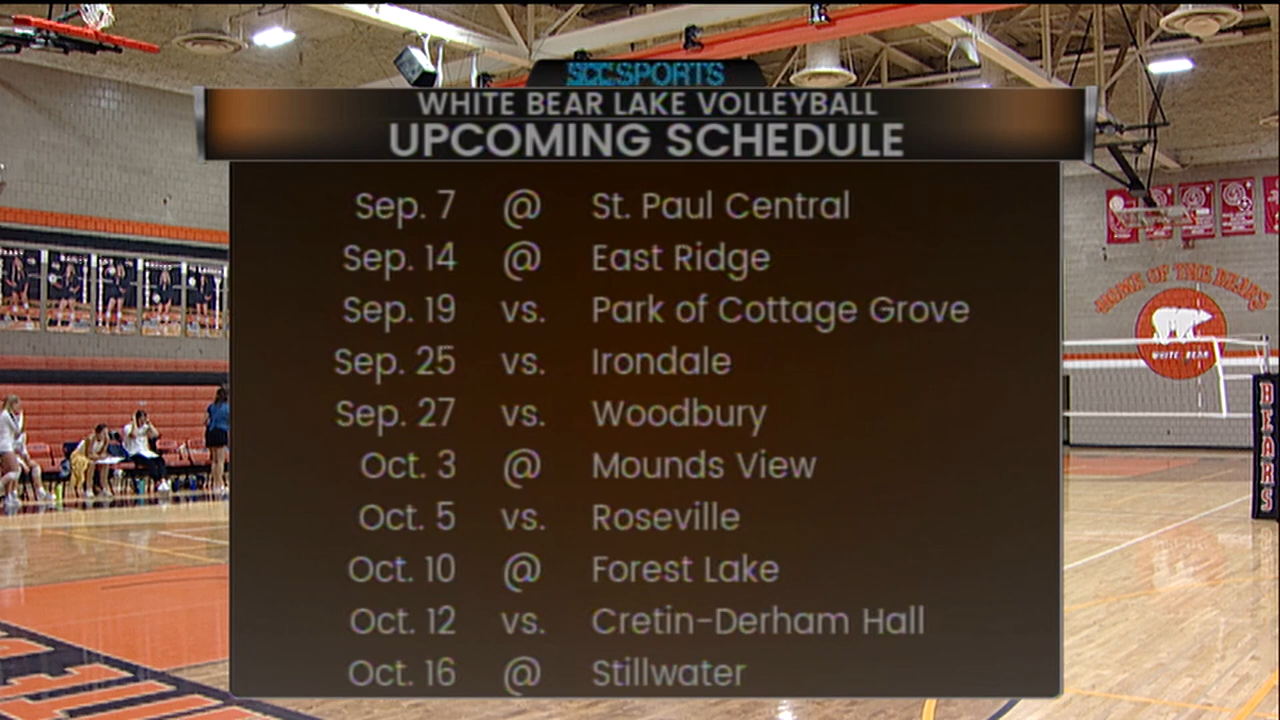 SCC SPORTS
WHITE BEAR LAKE VOLLEYBALL
UPCOMING SCHEDULE
Sep. 7 @ St. Paul Central
Sep. 14 @ East Ridge
Sep. 19 vs. Park of Cottage Grove
Sep. 25 vs. Irondale
Sep. 27 vs. Woodbury
Oct. 3 @ Mounds View
Oct. 5 vs. Roseville
Oct. 10 @ Forest Lake
Oct. 12 vs. Cretin-Derham Hall
Oct. 16 @ Stillwater
HOME OF THE BEARS
WHITE BEAR
BEARS